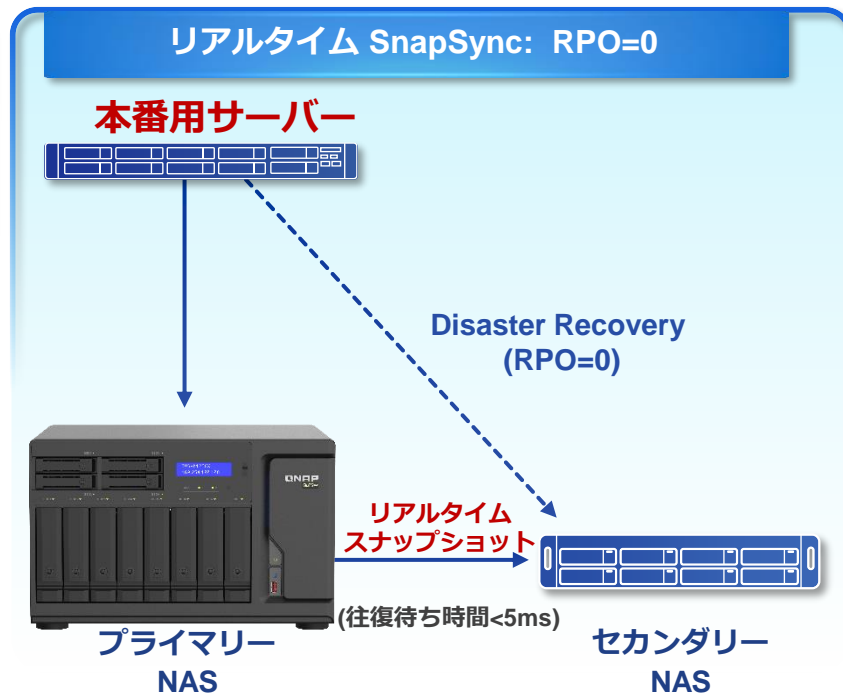 リアルタイム SnapSync: RPO=0
本番用サーバー
Disaster Recovery
(RPO=0)
QNAP
リアルタイム
スナップショット
(往復待ち時間<5ms)
プライマリー
NAS
セカンダリー
NAS